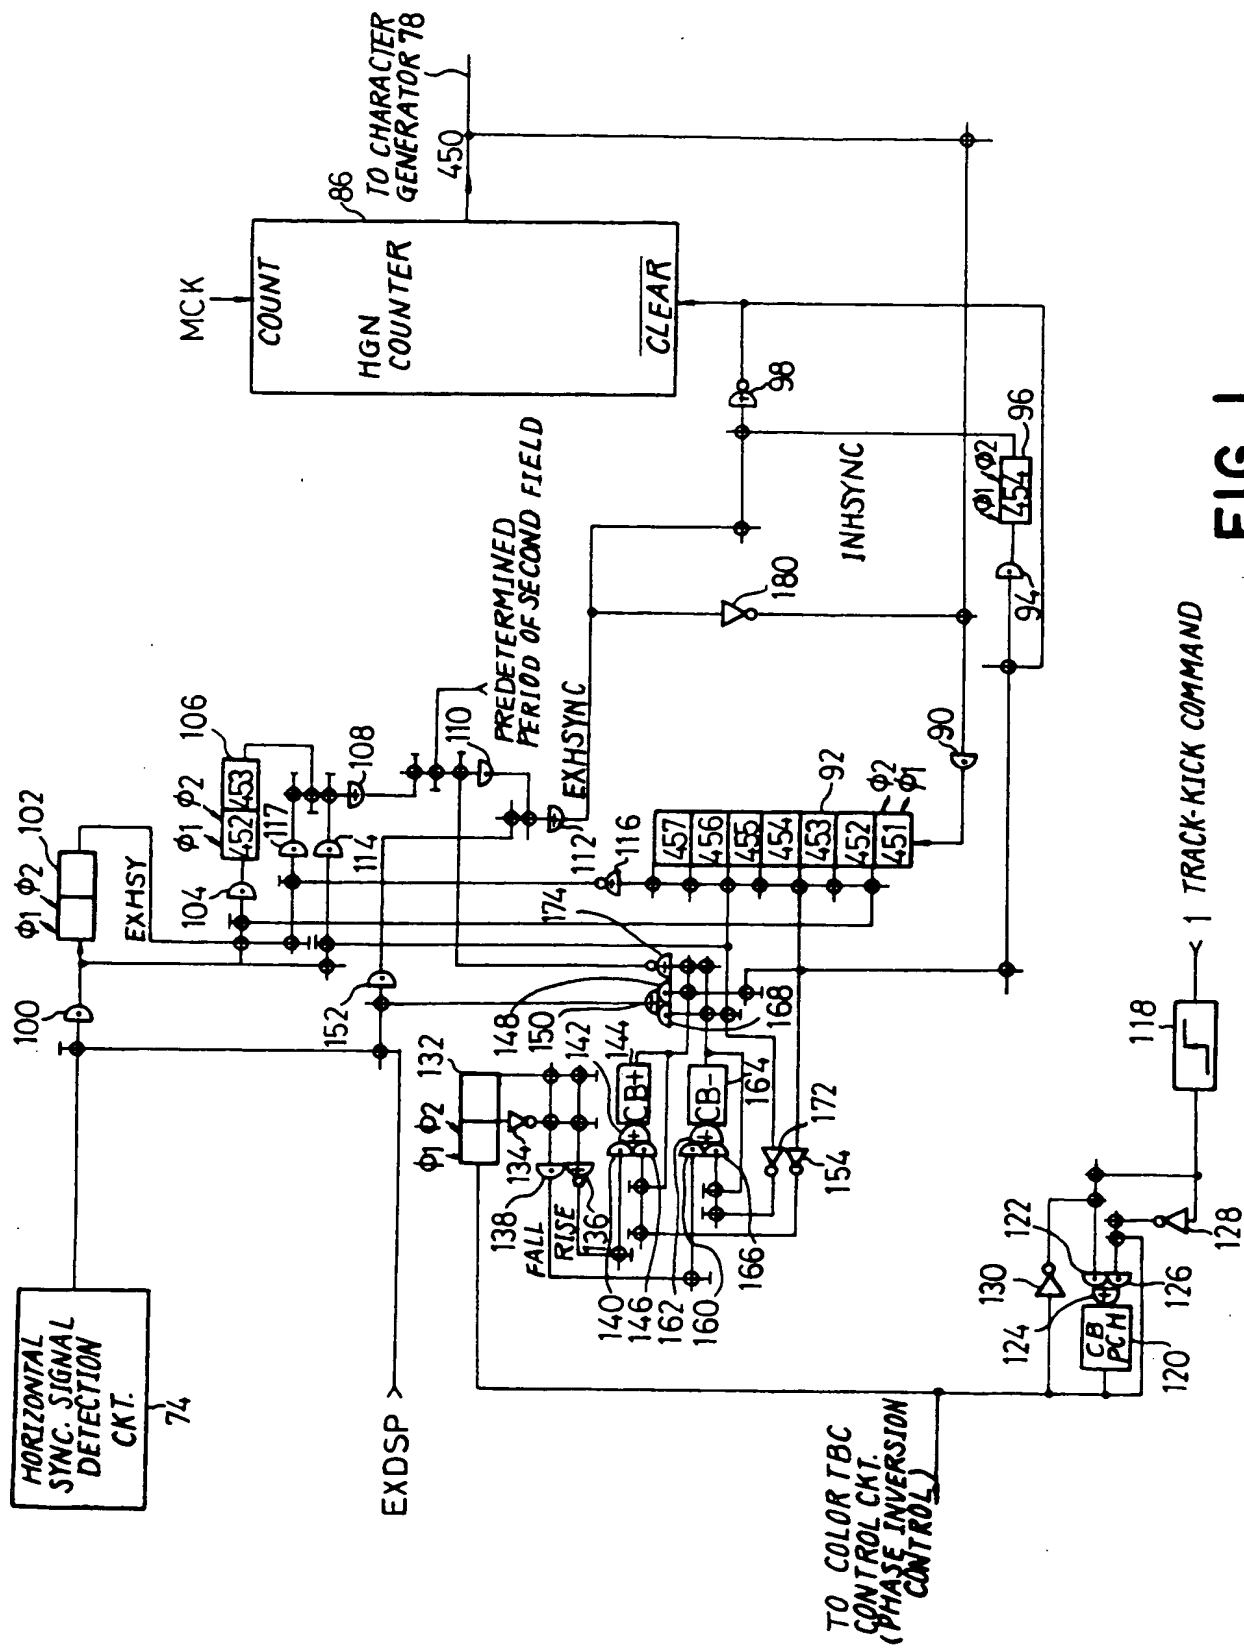 HORIZONTAL
SYNC. SIGNAL
DETECTION
CKT.
74
EXDSP
TO COLOR TBC
CONTROL CKT.
(PHASE INVERSION
CONTROL)
100
Φ1 Φ2
102
EXHSY
104
Φ1 Φ2
452 453
106
117
114
108
152
110
112
PREDETERMINED
PERIOD OF SECOND FIELD
EXHSYNC
116
457
456
455
454
453
452
451
92
Φ2
Φ1
90
174
148
150
142
144
168
Φ1 Φ2
132
134
138
136
FALL
RISE
CB+
CB-
164
140
146
162
160
166
172
154
180
INHSYNC
MCK
COUNT
HGN
COUNTER
CLEAR
86
TO CHARACTER
GENERATOR 78
450
98
Φ1 Φ2
454
96
94
1 TRACK-KICK COMMAND
118
128
122
130
124
126
CB
PCH
120
FIG. 1